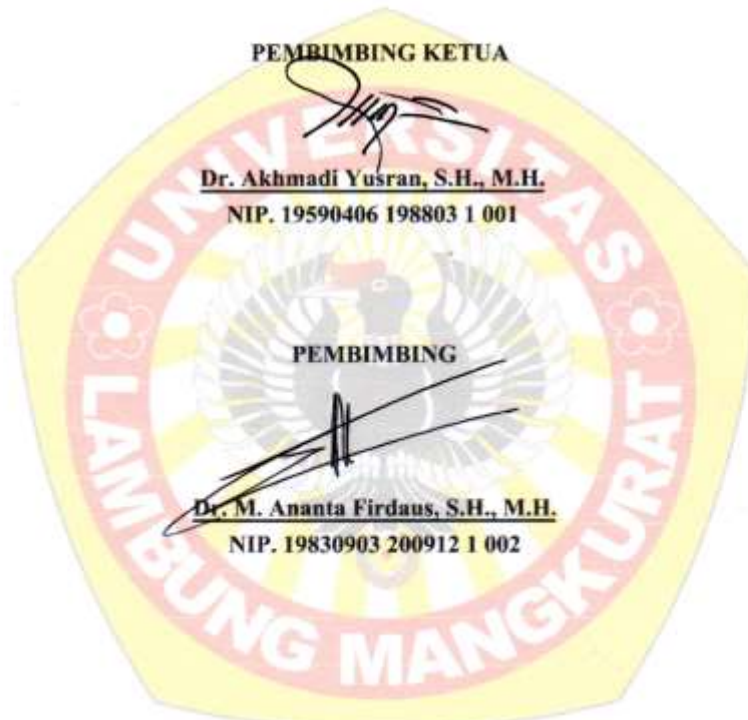 PEMBIMBING KETUA
Dr. Akhmadi Yusran, S.H., M.H.
NIP. 19590406 198803 1 001
PEMBIMBING
Dr. M. Ananta Firdaus, S.H., M.H.
NIP. 19830903 200912 1 002
UNIVERSITAS
LAMBUNG MANGKURAT